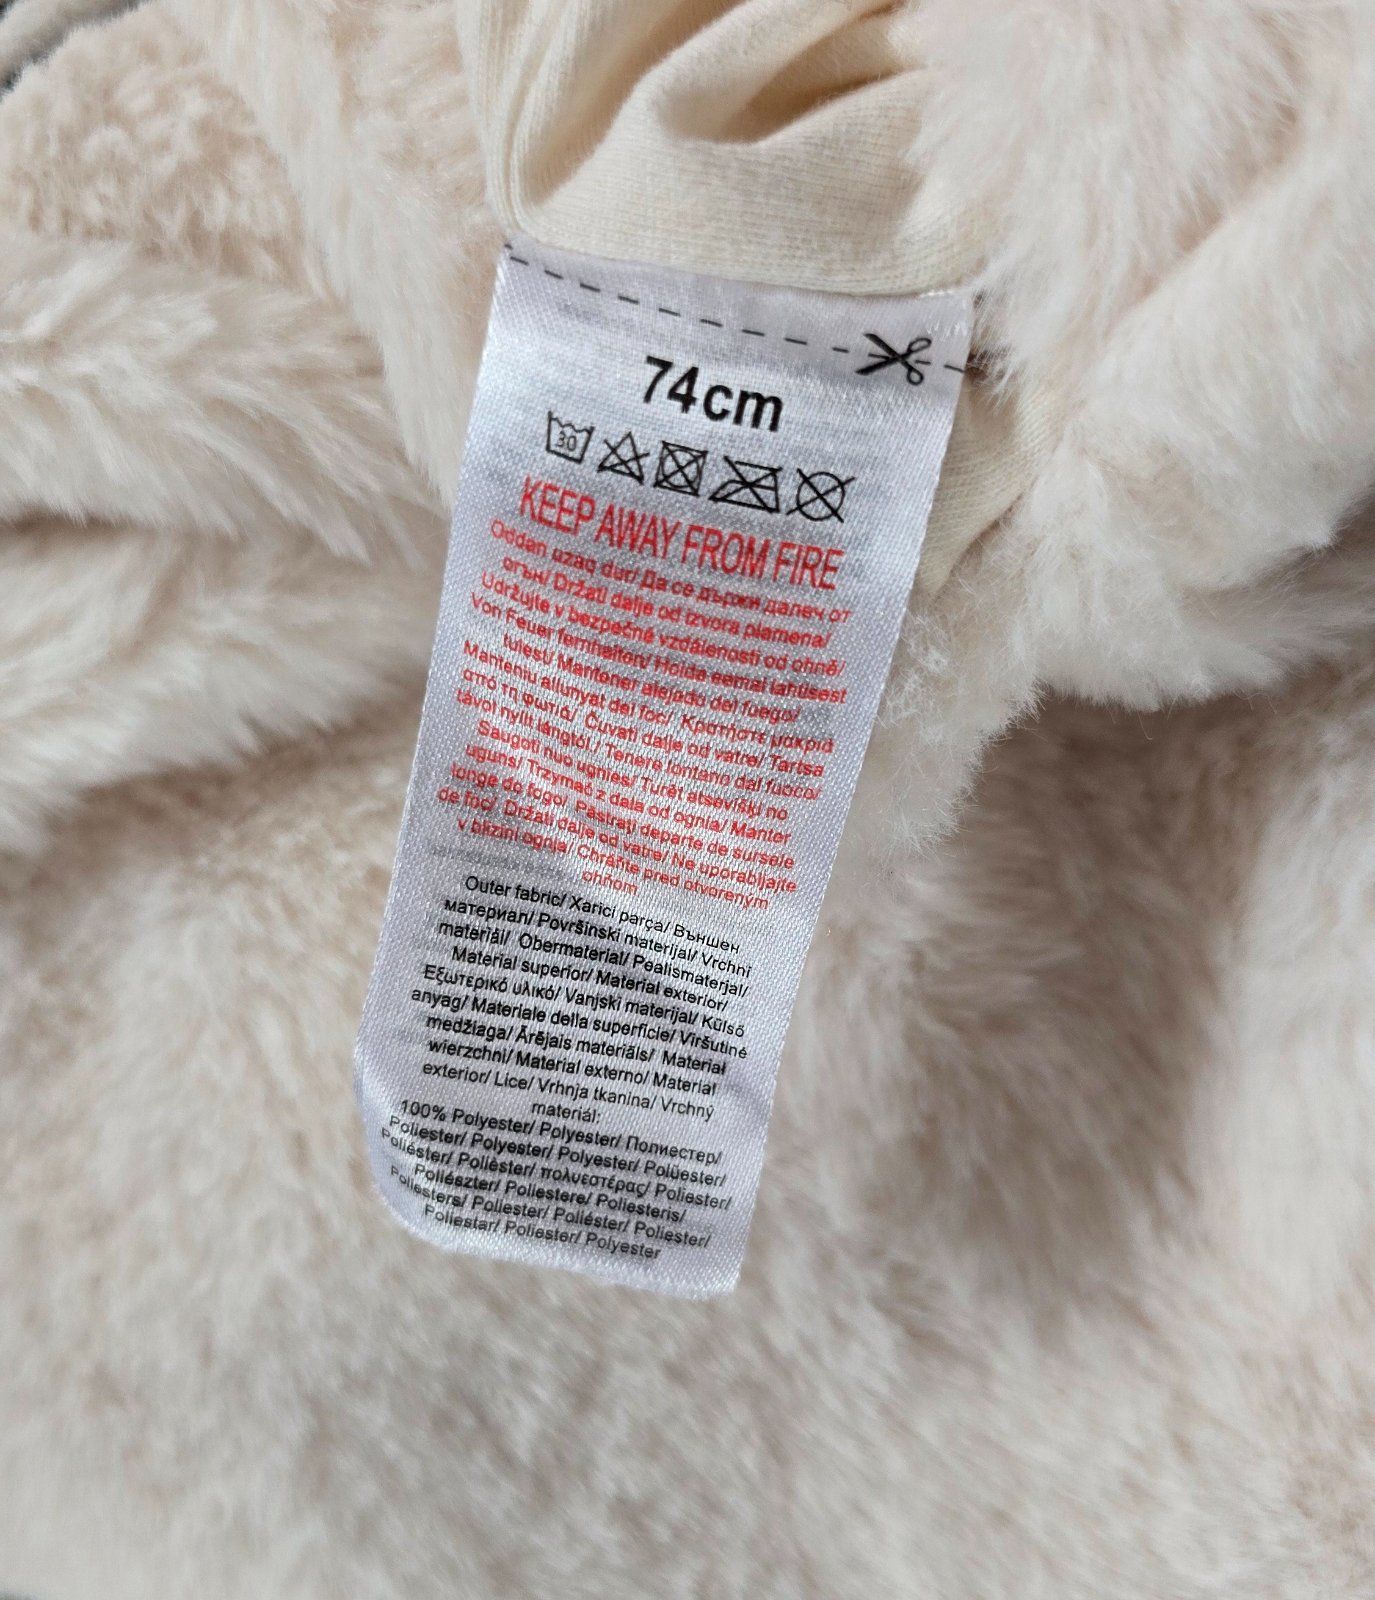 74cm
30
KEEP AWAY FROM FIRE
Oddan uzaq dur/ Да се държи далеч от
огън/ Držati dalje od izvora plamena/
Udržujte v bezpečné vzdálenosti od ohně/
Von Feuer fernhalten/ Hoida eemal lahtisest
tulest/ Mantener alejado del fuego/
Manteniu allunyat del foc/ Κρατήστε μακριά
από τη φωτιά/ Čuvati dalje od vatre/ Tartsa
távol nyílt lángtól./ Tenere lontano dal fuoco/
Saugoti nuo ugnies/ Turēt atsevišķi no
uguns/ Trzymać z dala od ognia/ Manter
longe do fogo/ Păstraţi departe de sursele
de foc/ Držati dalje od vatre/ Ne uporabljajte
v bližini ognja/ Chráňte pred otvoreným
ohňom
Outer fabric/ Xarici parça/ Външен
материал/ Površinski materijal/ Vrchní
materiál/ Obermaterial/ Pealismaterjal/
Material superior/ Material exterior/
Εξωτερικό υλικό/ Vanjski materijal/ Külső
anyag/ Materiale della superficie/ Viršutinė
medžiaga/ Ārējais materiāls/ Materiał
wierzchni/ Material externo/ Material
exterior/ Lice/ Vrhnja tkanina/ Vrchný
materiál:
100% Polyester/ Polyester/ Полиестер/
Poliester/ Polyester/ Polyester/ Polüester/
Poliéster/ Polièster/ πολυεστέρας/ Poliester/
Poliészter/ Poliestere/ Poliesteris/
Poliesters/ Poliester/ Poliéster/ Poliester/
Poliestar/ Poliester/ Polyester